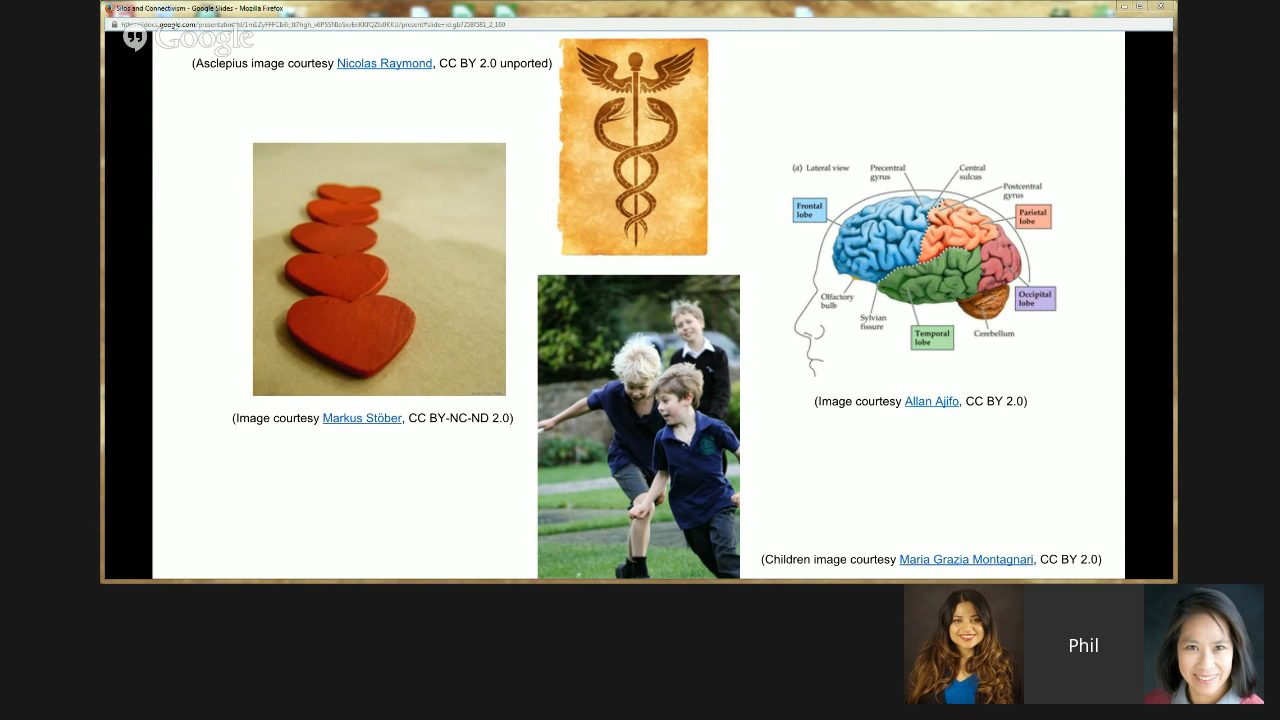 Silos and Connectivism - Google Slides - Mozilla Firefox
Google
(Asclepius image courtesy Nicolas Raymond, CC BY 2.0 unported)
(a) Lateral view
Precentral
gyrus
Central
sulcus
Postcentral
gyrus
Frontal
lobe
Parietal
lobe
Olfactory
bulb
Sylvian
fissure
Temporal
lobe
Cerebellum
Occipital
lobe
(Image courtesy Allan Ajifo, CC BY 2.0)
(Image courtesy Markus Stöber, CC BY-NC-ND 2.0)
(Children image courtesy Maria Grazia Montagnari, CC BY 2.0)
Phil